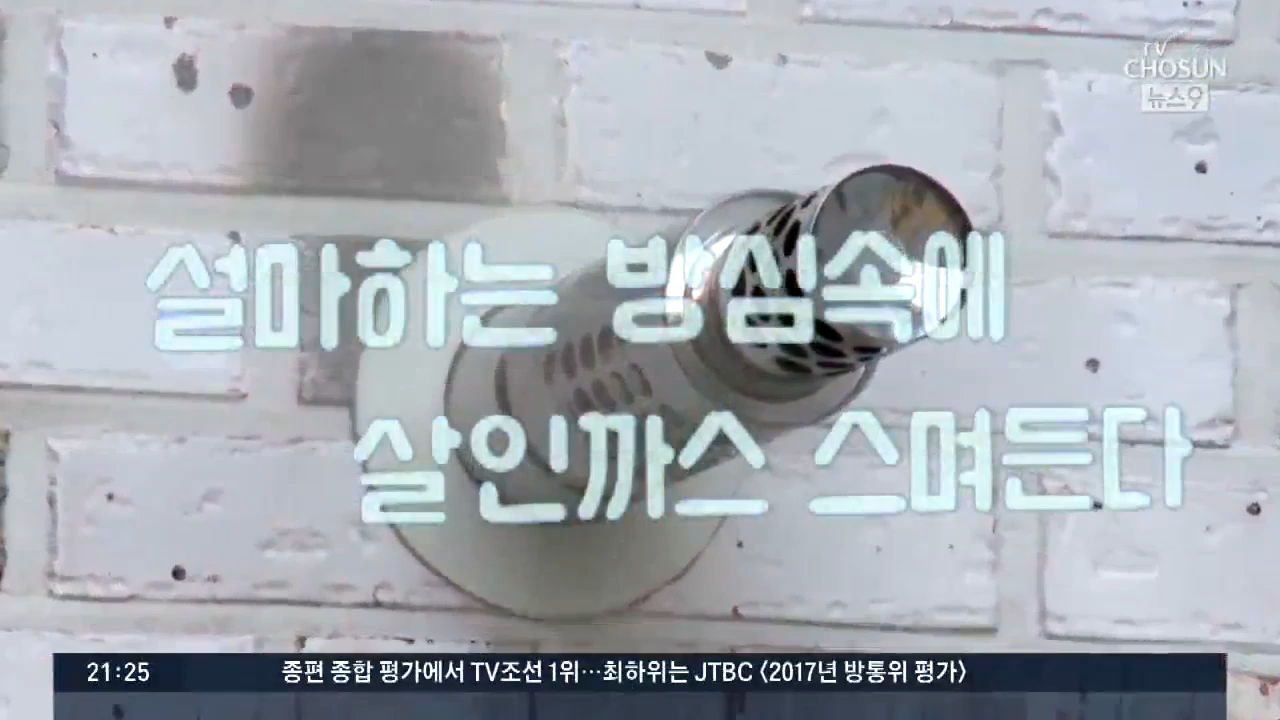 TV
CHOSUN
뉴스9
설마하는 방심속에
살인까스 스며든다
21:25
종편 종합 평가에서 TV조선 1위…최하위는 JTBC 〈2017년 방통위 평가〉